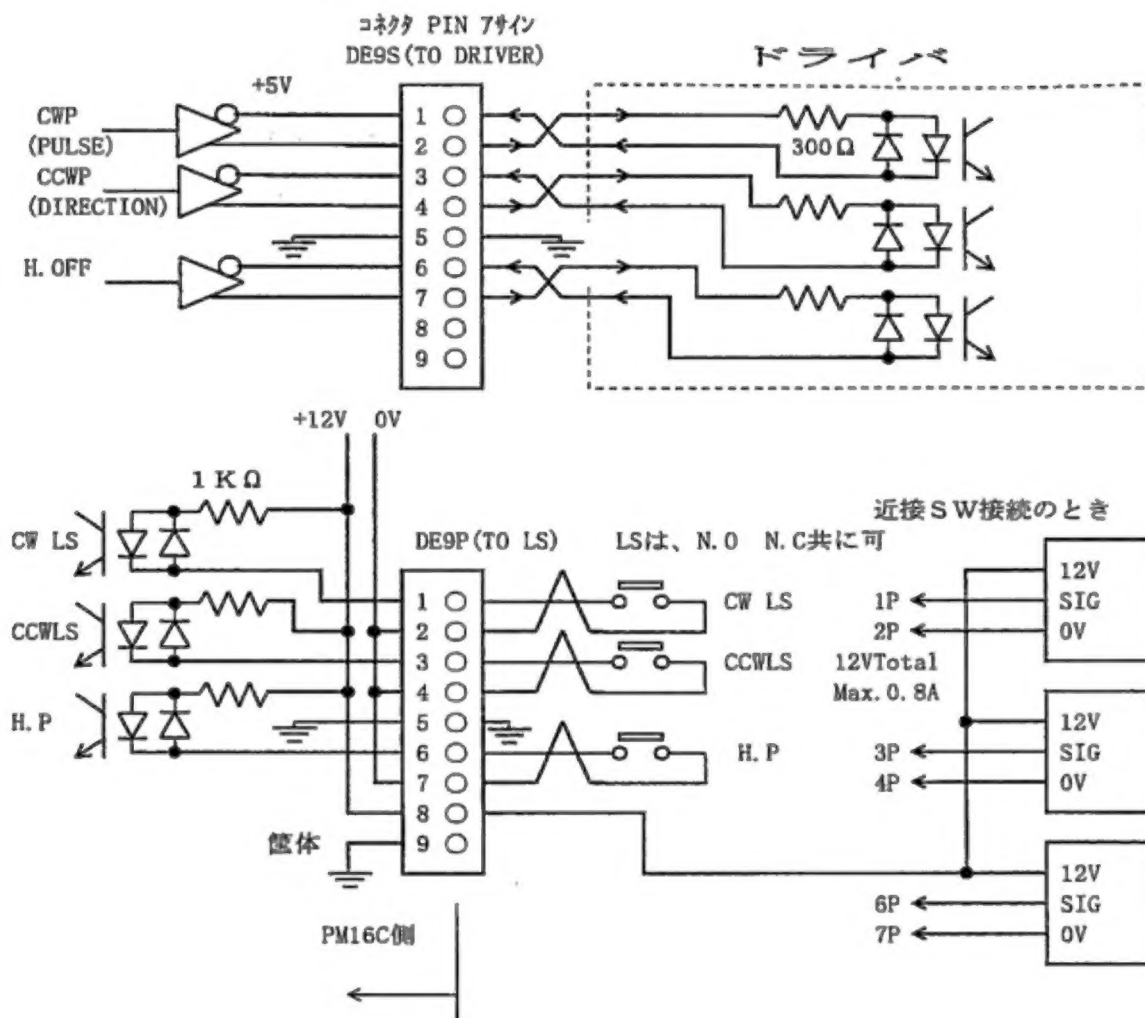 コネクタ PIN アサイン
DE9S(TO DRIVER)
ドライバ
+5V
CWP
(PULSE)
CCWP
(DIRECTION)
H.OFF
1
2
3
4
5
6
7
8
9
300Ω
+12V 0V
1KΩ
CW LS
CCWLS
H.P
DE9P(TO LS)
LSは、N.O N.C共に可
1
2
3
4
5
6
7
8
9
CW LS
CCWLS
H.P
筐体
PM16C側
近接SW接続のとき
12V
1P SIG
2P 0V
12VTotal
Max.0.8A
12V
3P SIG
4P 0V
12V
6P SIG
7P 0V